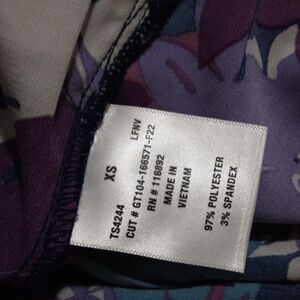 LFNV
XS
TS4244
CUT # GT104-166571-F22
RN # 116892
MADE IN
VIETNAM
97% POLYESTER
3% SPANDEX